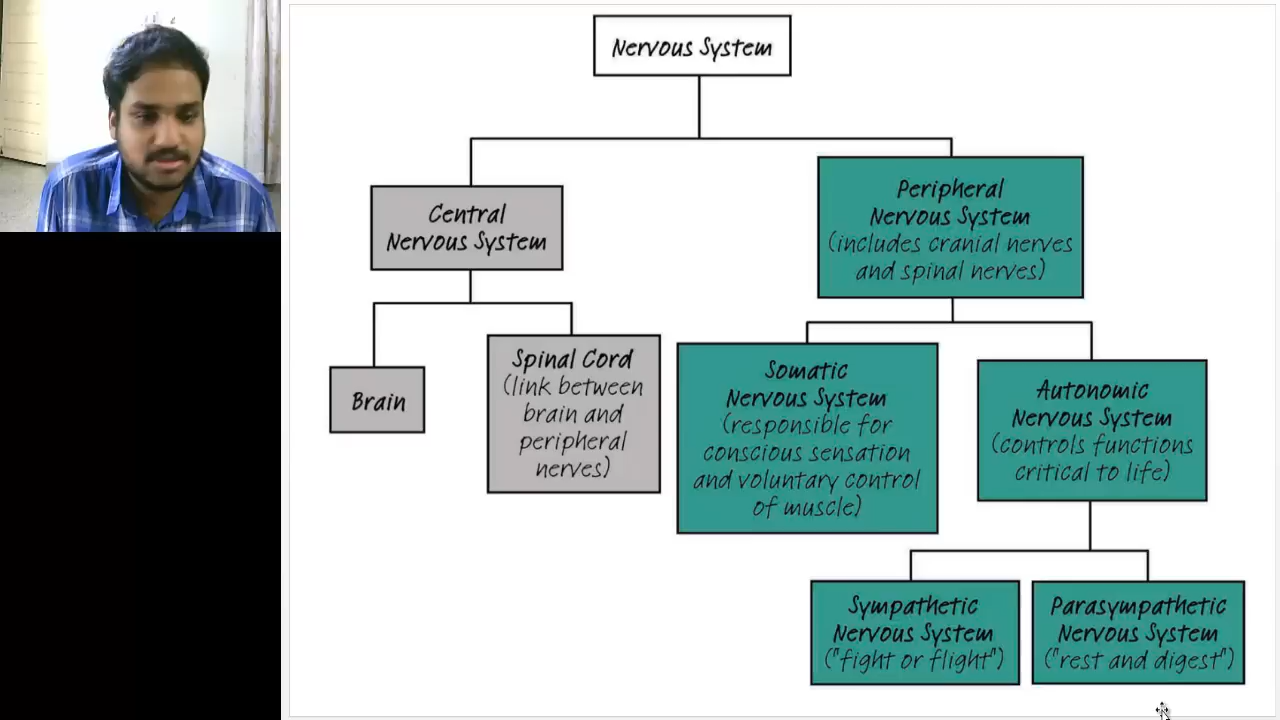 Nervous System
Central
Nervous System
Peripheral
Nervous System
(includes cranial nerves
and spinal nerves)
Brain
Spinal Cord
(link between
brain and
peripheral
nerves)
Somatic
Nervous System
(responsible for
conscious sensation
and voluntary control
of muscle)
Autonomic
Nervous System
(controls functions
critical to life)
Sympathetic
Nervous System
("fight or flight")
Parasympathetic
Nervous System
("rest and digest")